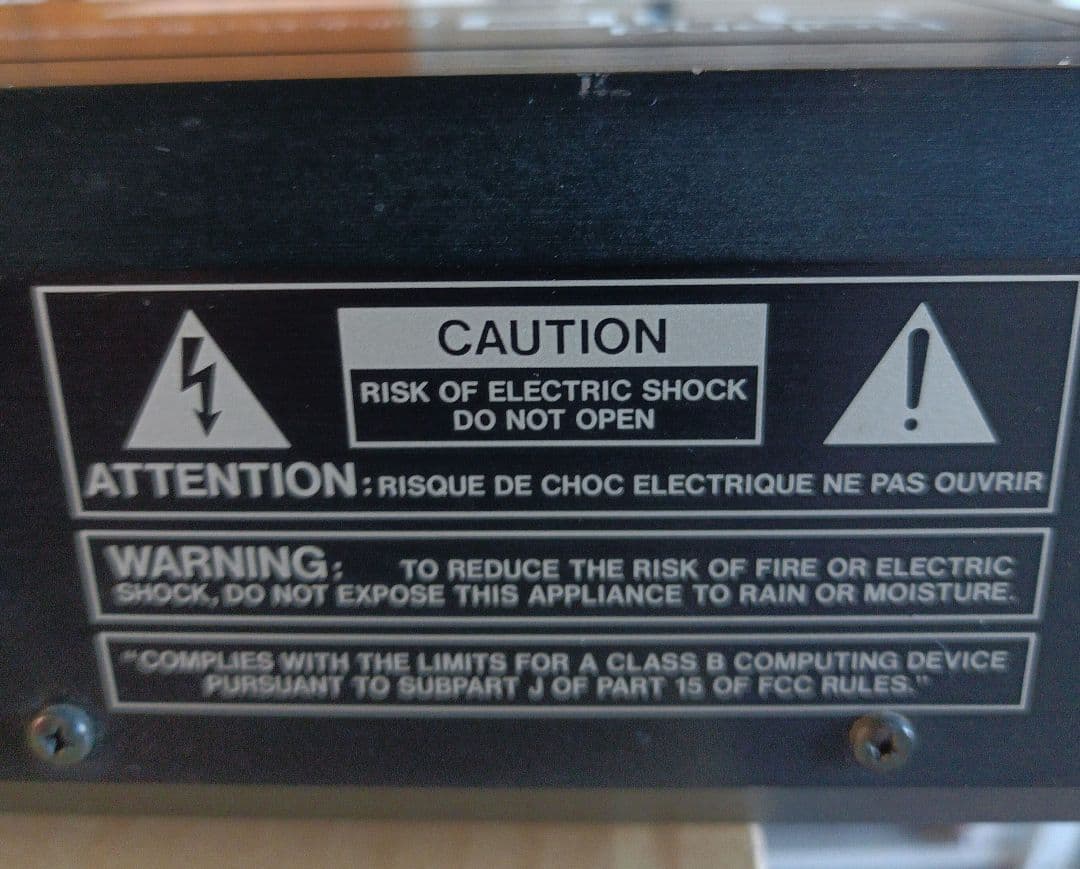 CAUTION
RISK OF ELECTRIC SHOCK
DO NOT OPEN
ATTENTION: RISQUE DE CHOC ELECTRIQUE NE PAS OUVRIR
WARNING: TO REDUCE THE RISK OF FIRE OR ELECTRIC
SHOCK, DO NOT EXPOSE THIS APPLIANCE TO RAIN OR MOISTURE.
"COMPLIES WITH THE LIMITS FOR A CLASS B COMPUTING DEVICE
PURSUANT TO SUBPART J OF PART 15 OF FCC RULES."